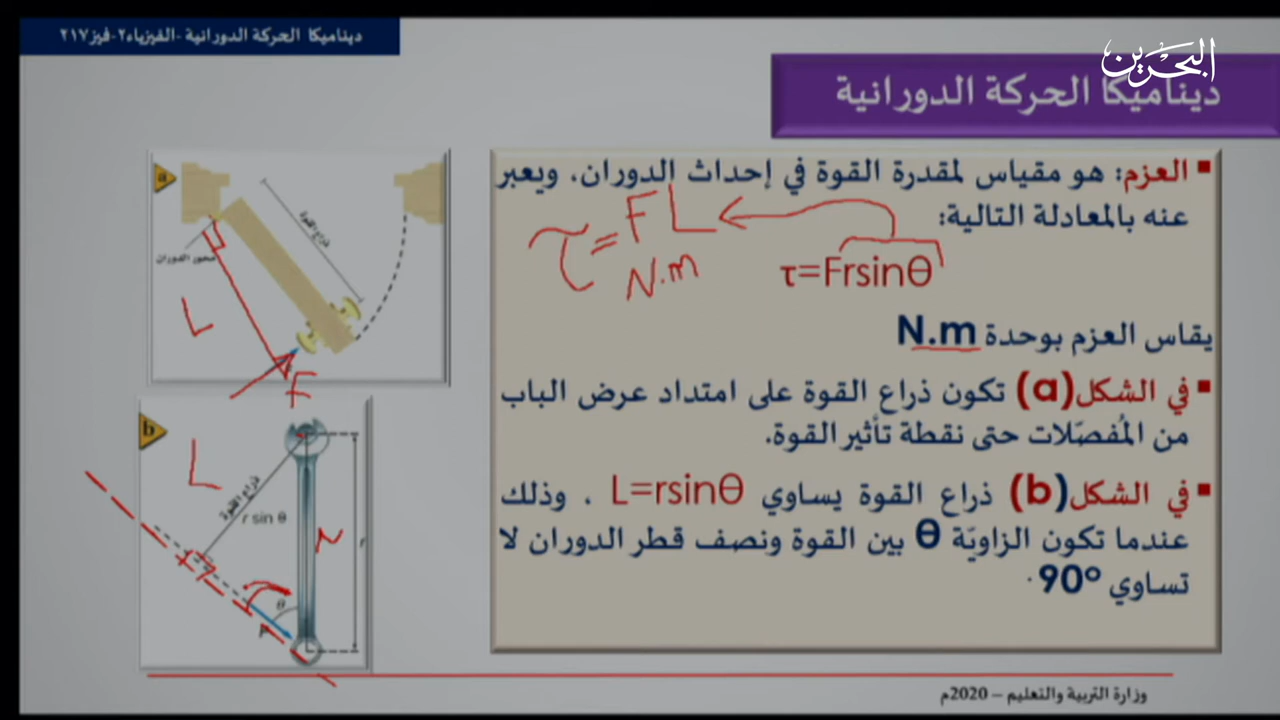 ديناميكا الحركة الدورانية -الفيزياء٢-فيز٢١٧
البحرين
ديناميكا الحركة الدورانية
العزم: هو مقياس لمقدرة القوة في إحداث الدوران، ويعبر
عنه بالمعادلة التالية:
τ = F L
N.m
τ=Frsinθ
يقاس العزم بوحدة N.m
في الشكل(a) تكون ذراع القوة على امتداد عرض الباب
من المُفصّلات حتى نقطة تأثير القوة.
في الشكل(b) ذراع القوة يساوي L=rsinθ . وذلك
عندما تكون الزاويّة θ بين القوة ونصف قطر الدوران لا
تساوي 90°.
a
ذراع القوة
محور الدوران
L
F
b
L
ذراع القوة
r sin θ
r
r
θ
F
وزارة التربية والتعليم – 2020م